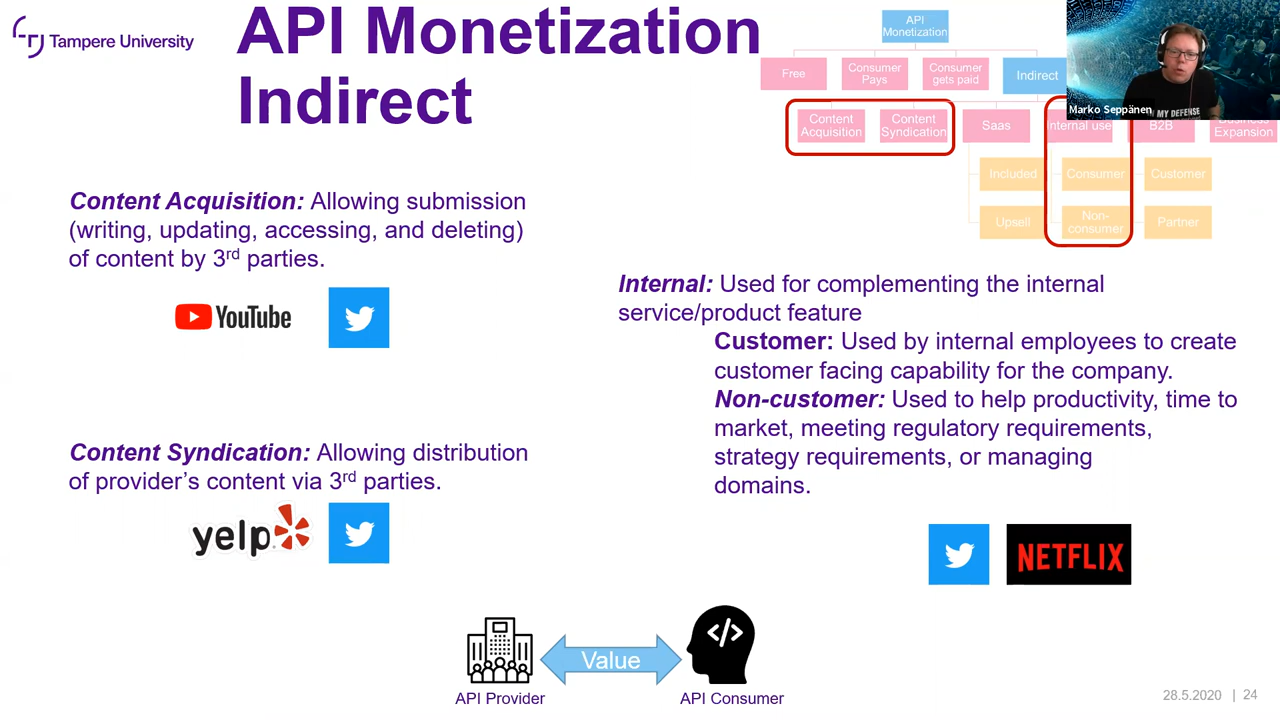 Tampere University
API Monetization
Indirect
API
Monetization
Free
Consumer
Pays
Consumer
gets paid
Indirect
Content
Acquisition
Content
Syndication
Saas
Internal use
B2B
Expansion
Included
Consumer
Customer
Upsell
Non-
consumer
Partner
Marko Seppänen
MY DEFENSE
Content Acquisition: Allowing submission
(writing, updating, accessing, and deleting)
of content by 3rd parties.
YouTube
Content Syndication: Allowing distribution
of provider's content via 3rd parties.
yelp
Internal: Used for complementing the internal
service/product feature
Customer: Used by internal employees to create
customer facing capability for the company.
Non-customer: Used to help productivity, time to
market, meeting regulatory requirements,
strategy requirements, or managing
domains.
NETFLIX
</>
Value
API Provider
API Consumer
28.5.2020 | 24